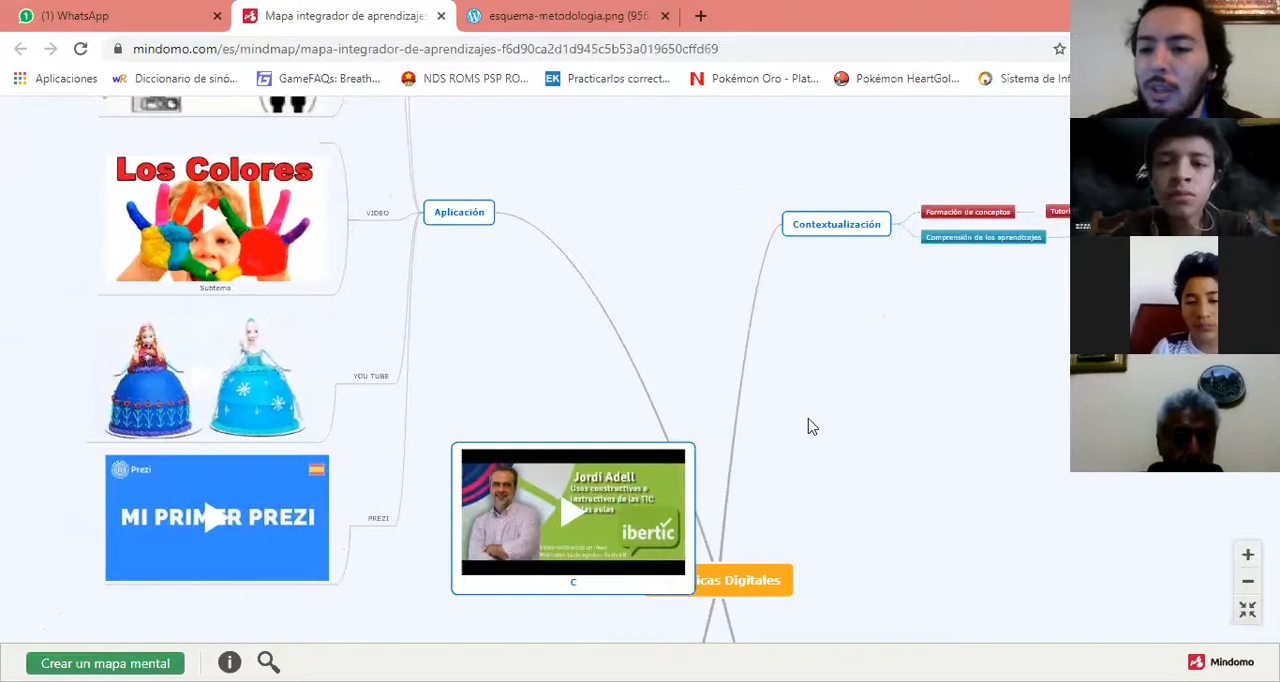 (1) WhatsApp
Mapa integrador de aprendizajes
esquema-metodologia.png (956
mindomo.com/es/mindmap/mapa-integrador-de-aprendizajes-f6d90ca2d1d945c5b53a019650cffd69
Aplicaciones
Diccionario de sinó...
GameFAQs: Breath...
NDS ROMS PSP RO...
EK
Practicarlos correct...
Pokémon Oro - Plat...
Pokémon HeartGol...
Sistema de Inf
Los Colores
Subtema
VIDEO
Aplicación
Contextualización
Formación de conceptos
Tutori
Comprensión de los aprendizajes
YOU TUBE
Prezi
MI PRIMER PREZI
PREZI
Jordi Adell
Usos constructivos e
instructivos de las TIC
ibertic
C
icas Digitales
Crear un mapa mental
Mindomo